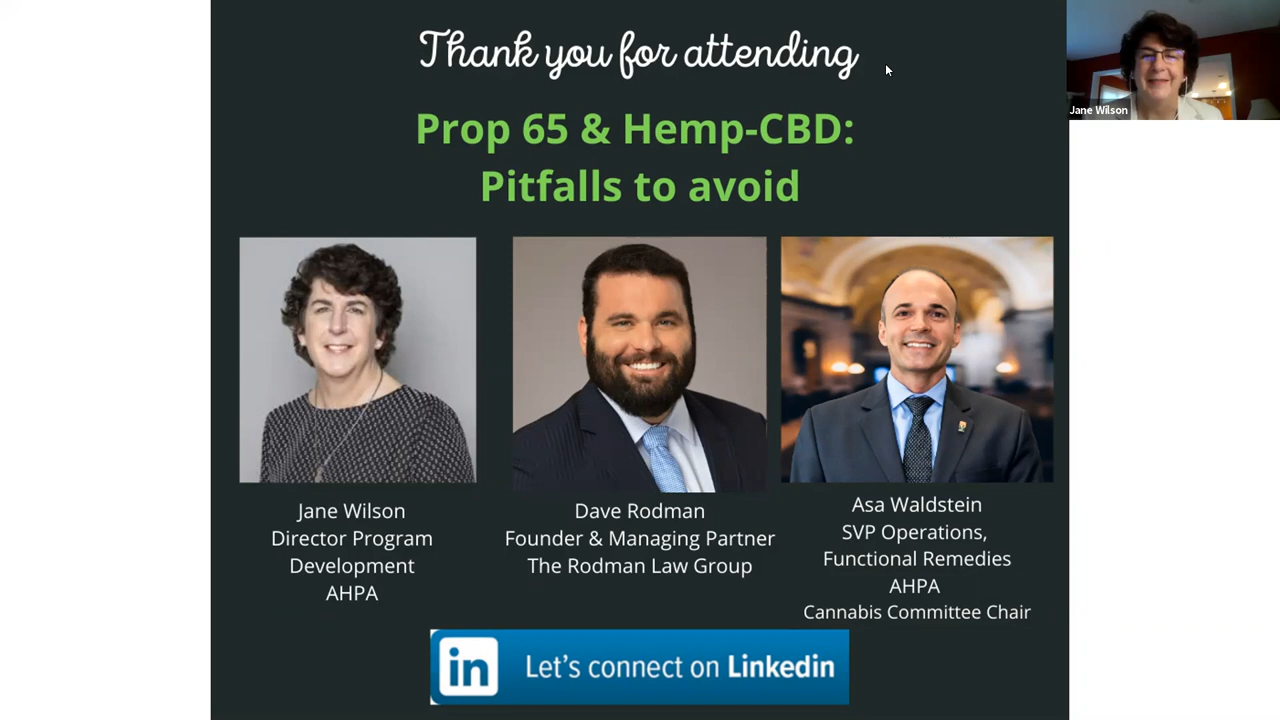 Thank you for attending
Prop 65 & Hemp-CBD:
Pitfalls to avoid
Jane Wilson
Jane Wilson
Director Program
Development
AHPA
Dave Rodman
Founder & Managing Partner
The Rodman Law Group
Asa Waldstein
SVP Operations,
Functional Remedies
AHPA
Cannabis Committee Chair
in Let's connect on Linkedin